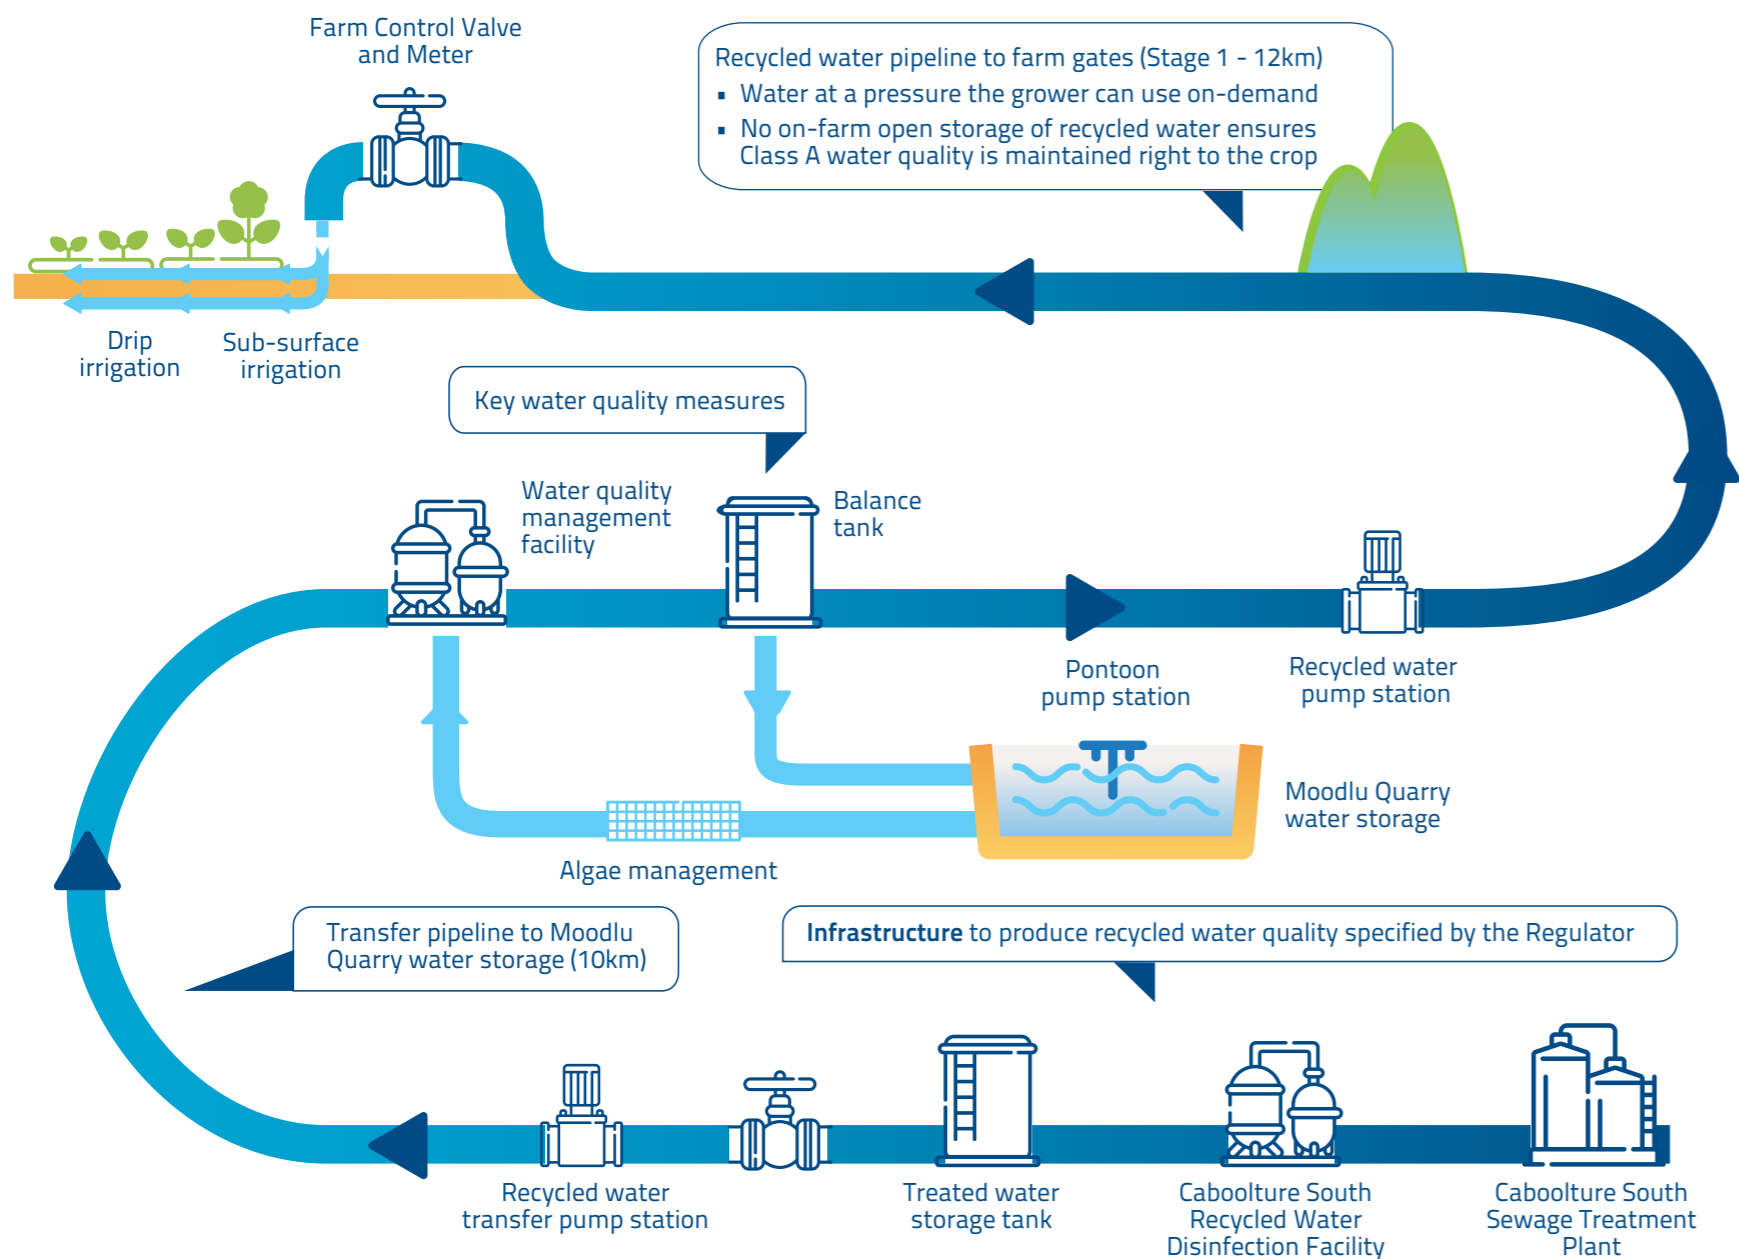 Farm Control Valve
and Meter
Recycled water pipeline to farm gates (Stage 1 - 12km)
▪ Water at a pressure the grower can use on-demand
▪ No on-farm open storage of recycled water ensures
Class A water quality is maintained right to the crop
Drip
irrigation
Sub-surface
irrigation
Key water quality measures
Water quality
management
facility
Balance
tank
Pontoon
pump station
Recycled water
pump station
Moodlu Quarry
water storage
Algae management
Transfer pipeline to Moodlu
Quarry water storage (10km)
Infrastructure to produce recycled water quality specified by the Regulator
Recycled water
transfer pump station
Treated water
storage tank
Caboolture South
Recycled Water
Disinfection Facility
Caboolture South
Sewage Treatment
Plant